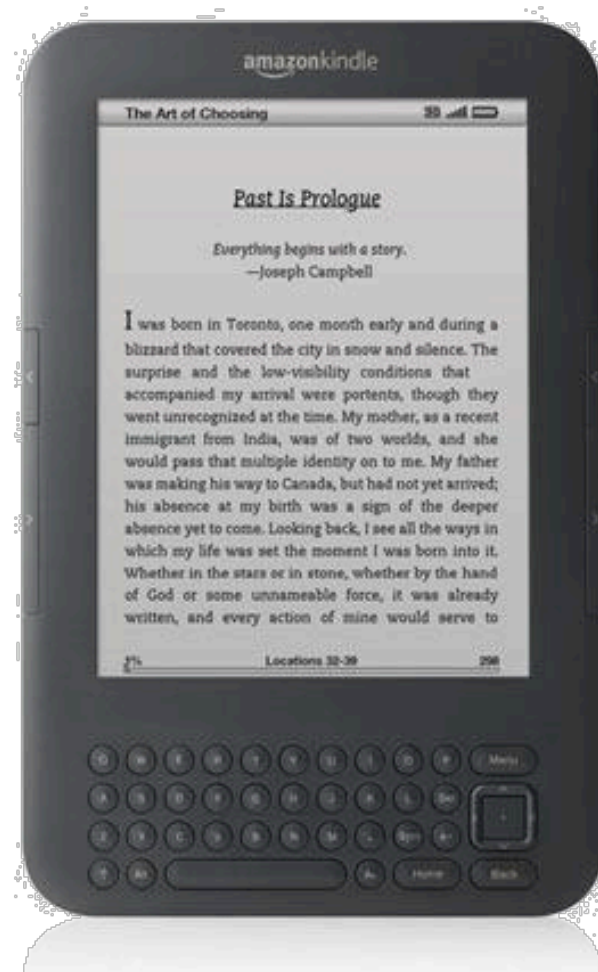 amazonkindle
The Art of Choosing
Past Is Prologue
Everything begins with a story.
—Joseph Campbell
I was born in Toronto, one month early and during a
blizzard that covered the city in snow and silence. The
surprise and the low-visibility conditions that
accompanied my arrival were portents, though they
went unrecognized at the time. My mother, as a recent
immigrant from India, was of two worlds, and she
would pass that multiple identity on to me. My father
was making his way to Canada, but had not yet arrived;
his absence at my birth was a sign of the deeper
absence yet to come. Looking back, I see all the ways in
which my life was set the moment I was born into it.
Whether in the stars or in stone, whether by the hand
of God or some unnameable force, it was already
written, and every action of mine would serve to
Locations 32-39 298
Q W E R T Y U I O P Menu
A S D F G H J K L Del
Z X C V B N M . Sym
Alt Home Back